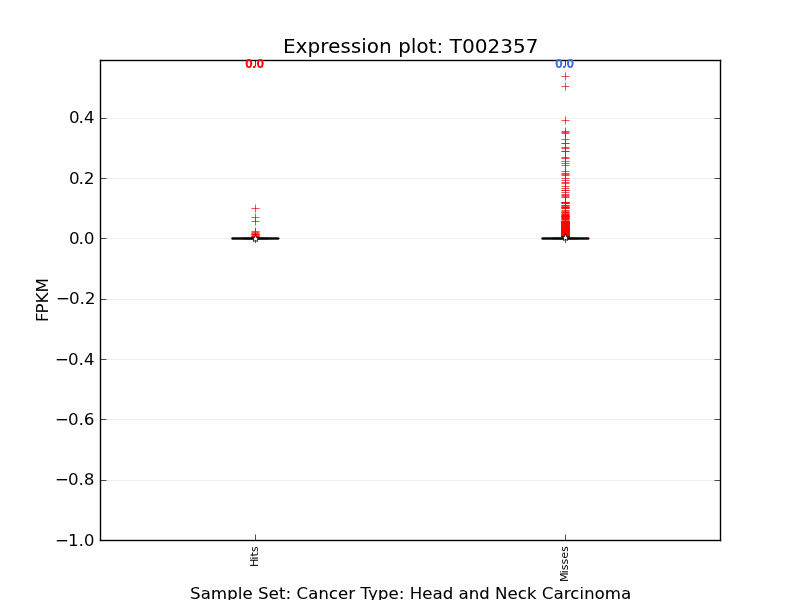 Expression plot: T002357
0.0 0.0
0.4
0.2
0.0
−0.2
−0.4
−0.6
−0.8
−1.0
FPKM
Hits Misses
Sample Set: Cancer Type: Head and Neck Carcinoma